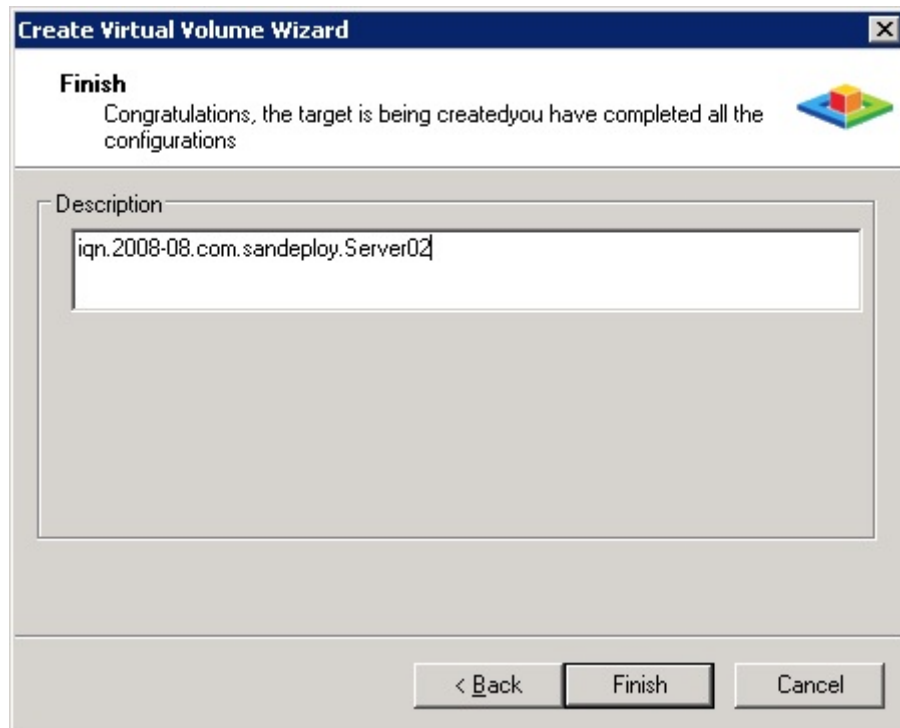 Create Virtual Volume Wizard
Finish
Congratulations, the target is being createdyou have completed all the
configurations
Description
iqn.2008-08.com.sandeploy.Server02
< Back
Finish
Cancel